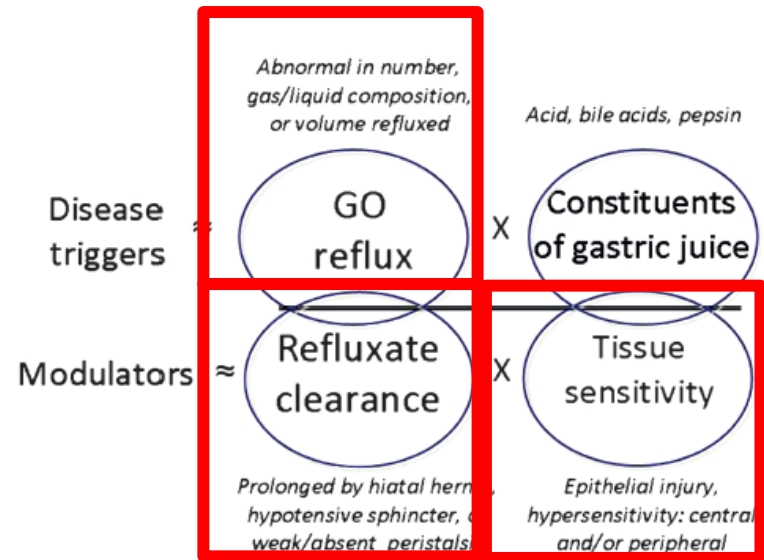 Abnormal in number,
gas/liquid composition,
or volume refluxed
Acid, bile acids, pepsin
Disease
triggers
≈
GO
reflux
X
Constituents
of gastric juice
Modulators ≈
Refluxate
clearance
X
Tissue
sensitivity
Prolonged by hiatal
hypotensive sphincter,
weak/absent peristalsi
Epithelial injury,
hypersensitivity: central
and/or peripheral